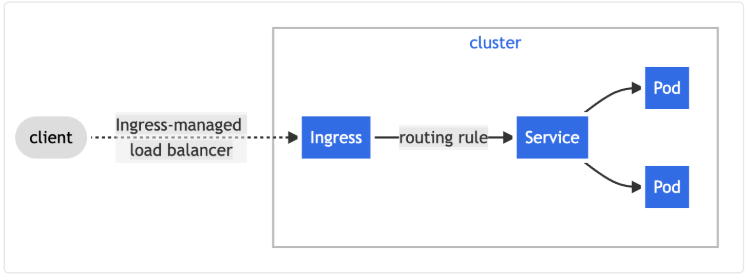 cluster
client
Ingress-managed
load balancer
Ingress
routing rule
Service
Pod
Pod